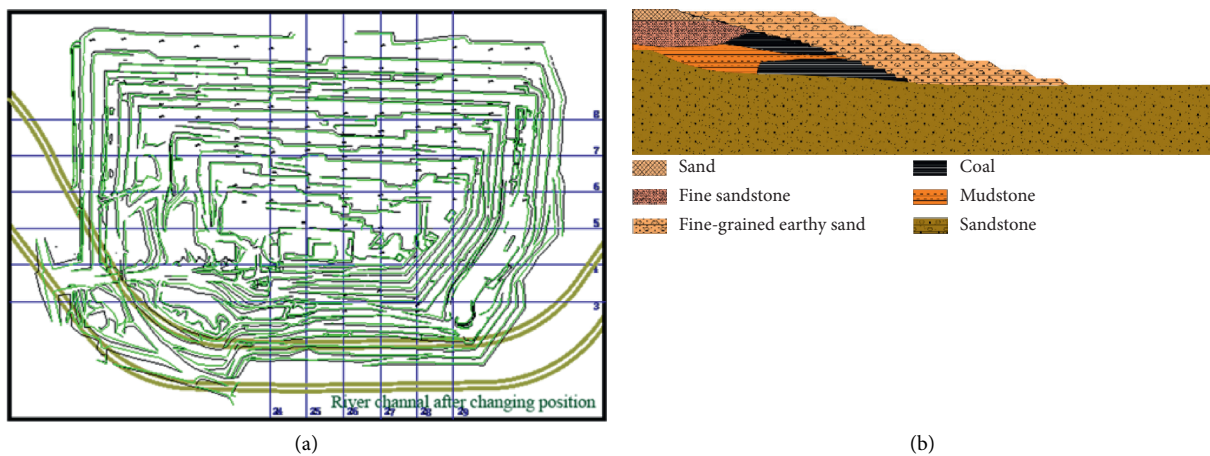 8
7
6
5
4
3
River channal after changing position
24 25 26 27 28 29
(a)
Sand
Fine sandstone
Fine-grained earthy sand
Coal
Mudstone
Sandstone
(b)